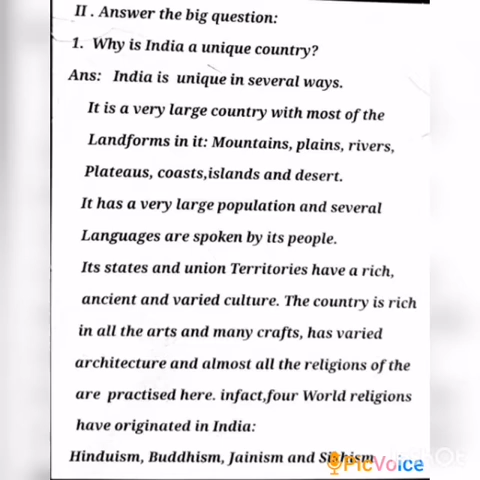 II . Answer the big question:
1. Why is India a unique country?
Ans: India is unique in several ways.
It is a very large country with most of the
Landforms in it: Mountains, plains, rivers,
Plateaus, coasts,islands and desert.
It has a very large population and several
Languages are spoken by its people.
Its states and union Territories have a rich,
ancient and varied culture. The country is rich
in all the arts and many crafts, has varied
architecture and almost all the religions of the
are practised here. infact,four World religions
have originated in India:
Hinduism, Buddhism, Jainism and Sikhism
PicVoice